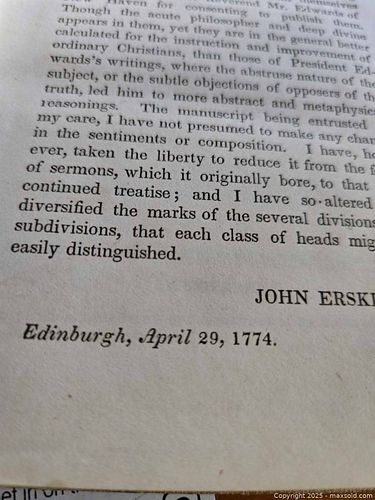 Haven for consenting to publish
Though the acute philosopher and deep divine
appears in them, yet they are in the general better
calculated for the instruction and improvement of
ordinary Christians, than those of President Ed-
wards's writings, where the abstruse nature of the
subject, or the subtle objections of opposers of th
truth, led him to more abstract and metaphysic
reasonings. The manuscript being entrusted
my care, I have not presumed to make any chan
in the sentiments or composition. I have, ho
ever, taken the liberty to reduce it from the f
of sermons, which it originally bore, to that
continued treatise; and I have so altered
diversified the marks of the several divisions
subdivisions, that each class of heads mig
easily distinguished.
JOHN ERSKI
Edinburgh, April 29, 1774.
Copyright © 2025 - maxsold.com